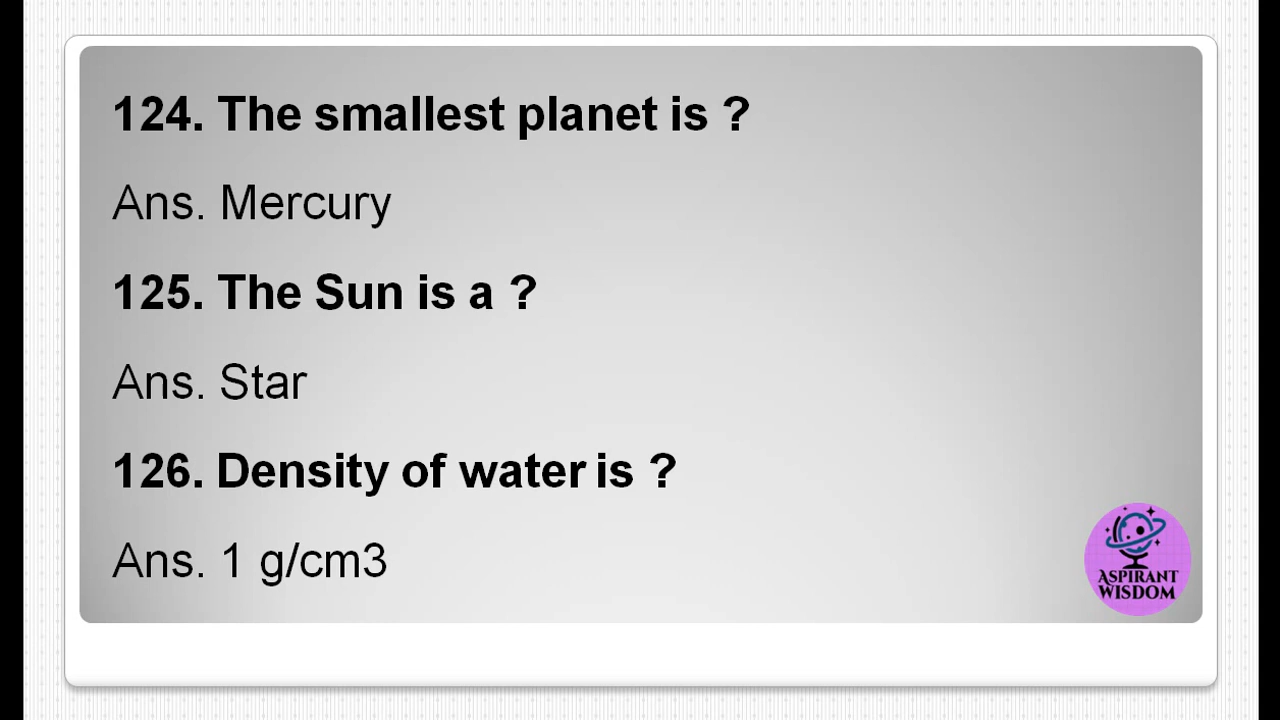 124. The smallest planet is ?
Ans. Mercury
125. The Sun is a ?
Ans. Star
126. Density of water is ?
Ans. 1 g/cm3
ASPIRANT
WISDOM